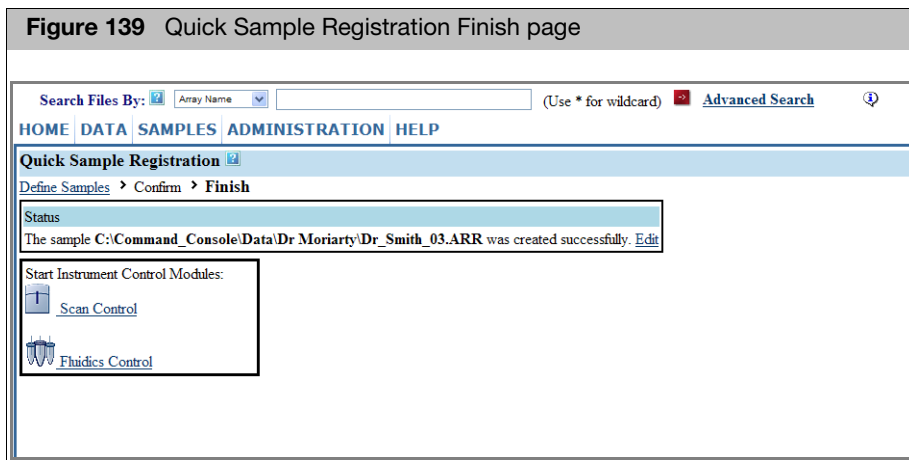 Figure 139 Quick Sample Registration Finish page
Search Files By: ? Array Name (Use * for wildcard) Advanced Search
HOME DATA SAMPLES ADMINISTRATION HELP
Quick Sample Registration ?
Define Samples > Confirm > Finish
Status
The sample C:\Command_Console\Data\Dr Moriarty\Dr_Smith_03.ARR was created successfully. Edit
Start Instrument Control Modules:
Scan Control
Fluidics Control